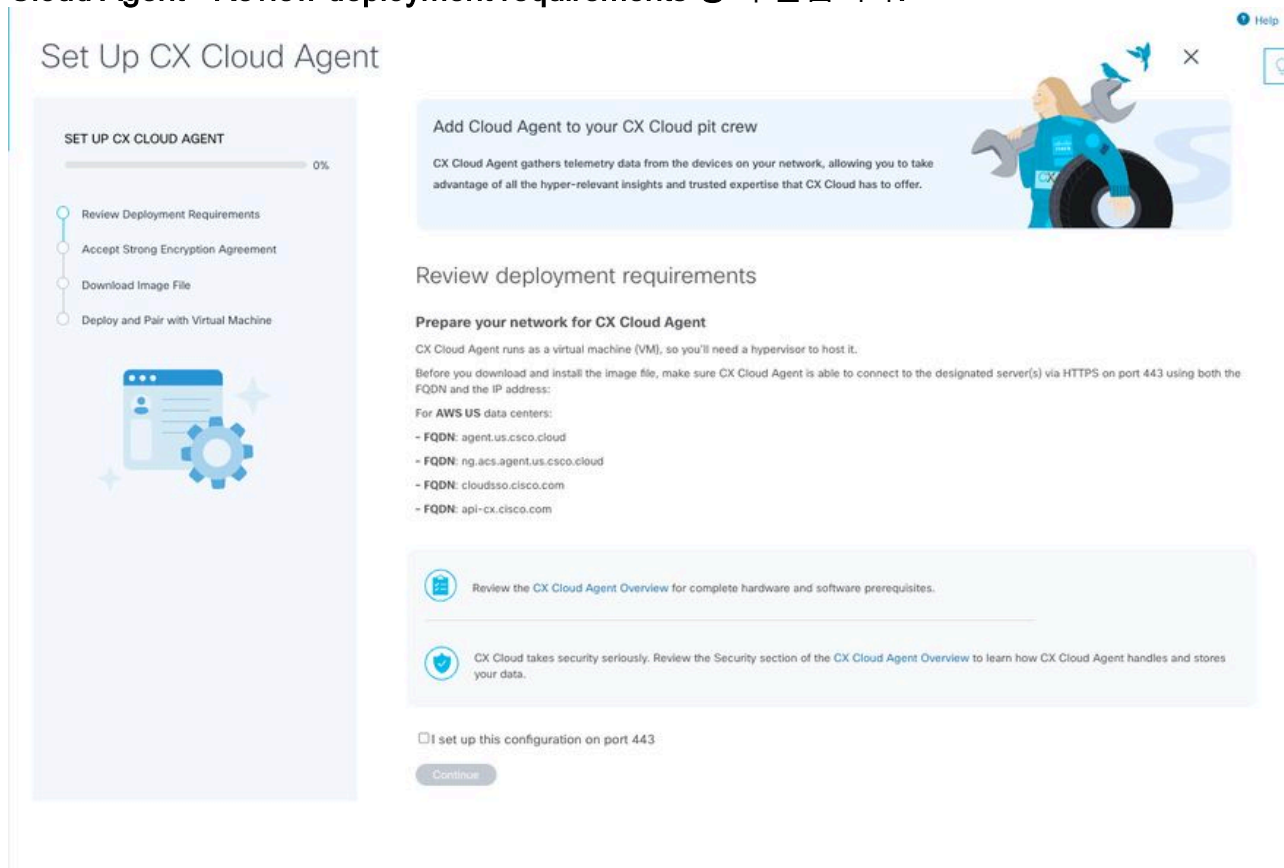 Help
Set Up CX Cloud Agent
SET UP CX CLOUD AGENT
0%
Review Deployment Requirements
Accept Strong Encryption Agreement
Download Image File
Deploy and Pair with Virtual Machine
Add Cloud Agent to your CX Cloud pit crew
CX Cloud Agent gathers telemetry data from the devices on your network, allowing you to take
advantage of all the hyper-relevant insights and trusted expertise that CX Cloud has to offer.
CX
Review deployment requirements
Prepare your network for CX Cloud Agent
CX Cloud Agent runs as a virtual machine (VM), so you'll need a hypervisor to host it.
Before you download and install the image file, make sure CX Cloud Agent is able to connect to the designated server(s) via HTTPS on port 443 using both the
FQDN and the IP address:
For AWS US data centers:
- FQDN: agent.us.csco.cloud
- FQDN: ng.acs.agent.us.csco.cloud
- FQDN: cloudsso.cisco.com
- FQDN: api-cx.cisco.com
Review the CX Cloud Agent Overview for complete hardware and software prerequisites.
CX Cloud takes security seriously. Review the Security section of the CX Cloud Agent Overview to learn how CX Cloud Agent handles and stores
your data.
I set up this configuration on port 443
Continue